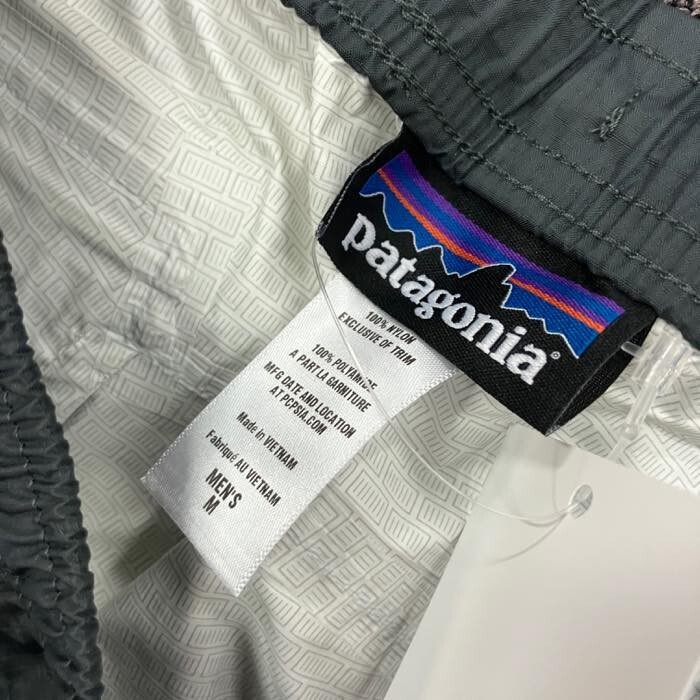 patagonia®
100% NYLON
EXCLUSIVE OF TRIM
100% POLYAMIDE
A PART.LA GARNITURE
MFG DATE AND LOCATION
AT PCPSIA.COM
Made in VIETNAM
Fabriqué AU VIETNAM
MEN'S
M